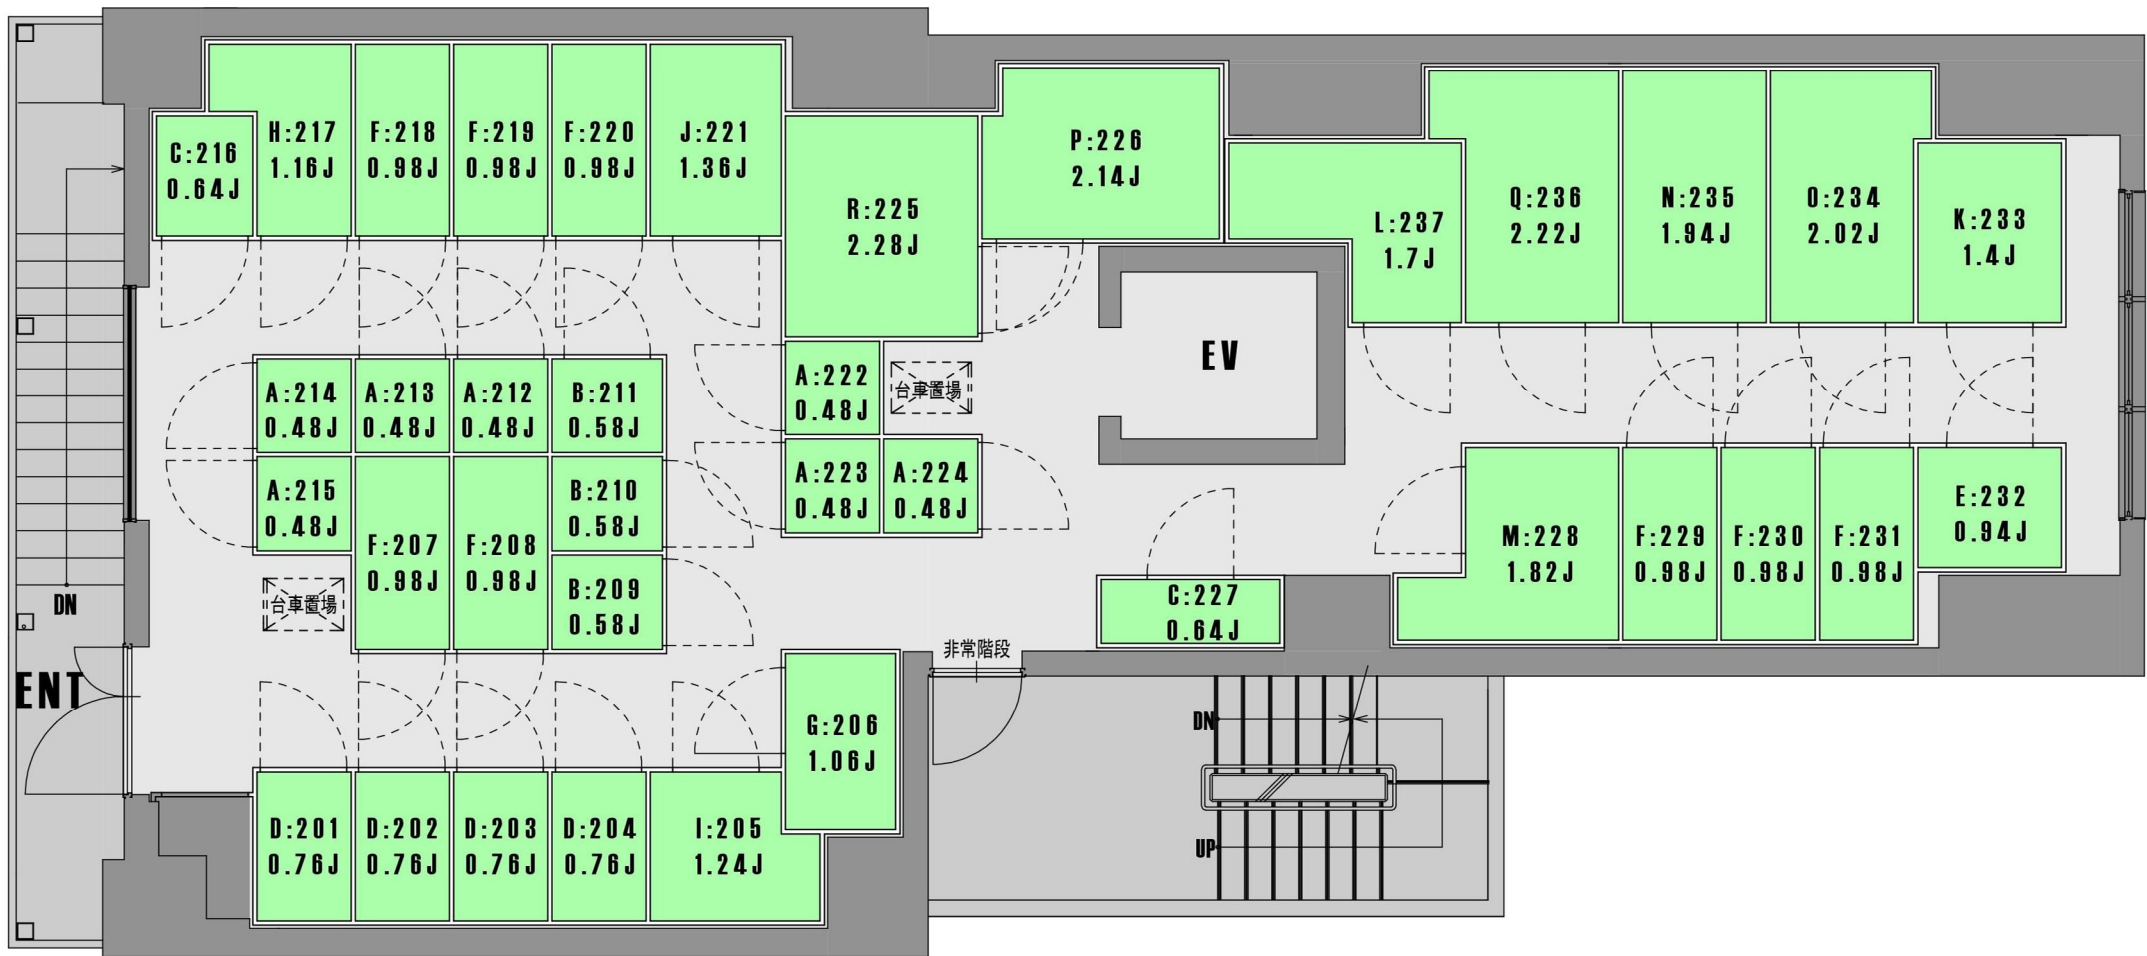 C:216
0.64J
H:217
1.16J
F:218
0.98J
F:219
0.98J
F:220
0.98J
J:221
1.36J
R:225
2.28J
P:226
2.14J
L:237
1.7J
Q:236
2.22J
N:235
1.94J
O:234
2.02J
K:233
1.4J
A:214
0.48J
A:213
0.48J
A:212
0.48J
B:211
0.58J
A:222
0.48J
台車置場
EV
A:215
0.48J
F:207
0.98J
F:208
0.98J
B:210
0.58J
A:223
0.48J
A:224
0.48J
B:209
0.58J
台車置場
DN
C:227
0.64J
M:228
1.82J
F:229
0.98J
F:230
0.98J
F:231
0.98J
E:232
0.94J
非常階段
ENT
G:206
1.06J
DN
UP
D:201
0.76J
D:202
0.76J
D:203
0.76J
D:204
0.76J
I:205
1.24J